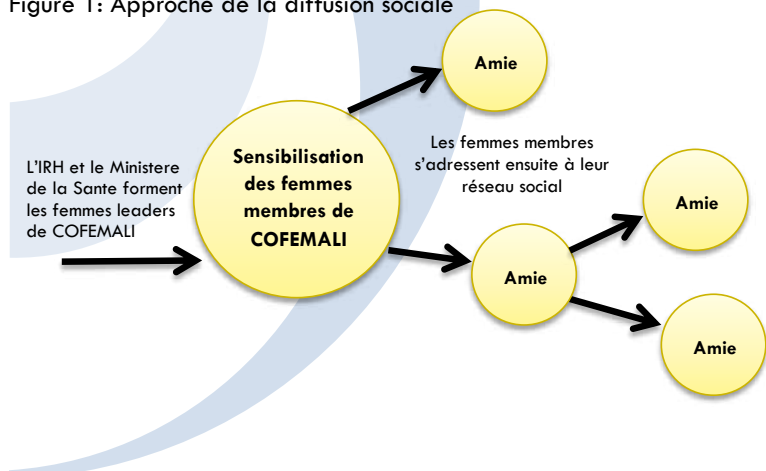 Figure 1: Approche de la diffusion sociale
Amie
L'IRH et le Ministere
de la Sante forment
les femmes leaders
de COFEMALI
Sensibilisation
des femmes
membres de
COFEMALI
Les femmes membres
s'adressent ensuite à leur
réseau social
Amie
Amie
Amie